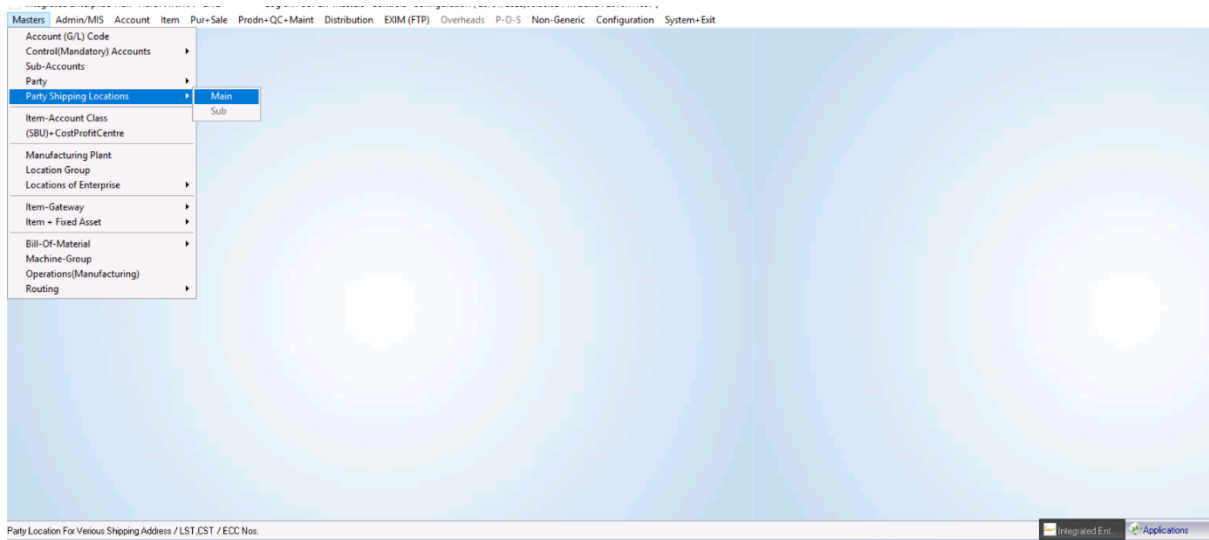 Masters Admin/MIS Account Item Pur+Sale Prodn+QC+Maint Distribution EXIM (FTP) Overheads P-O-S Non-Generic Configuration System+Exit
Account (G/L) Code
Control(Mandatory) Accounts
Sub-Accounts
Party
Party Shipping Locations
Main
Sub
Item-Account Class
(SBU)+CostProfitCentre
Manufacturing Plant
Location Group
Locations of Enterprise
Item-Gateway
Item + Fixed Asset
Bill-Of-Material
Machine-Group
Operations(Manufacturing)
Routing
Party Location For Verious Shipping Address / LST,CST / ECC Nos.
Integrated Ent...
Applications